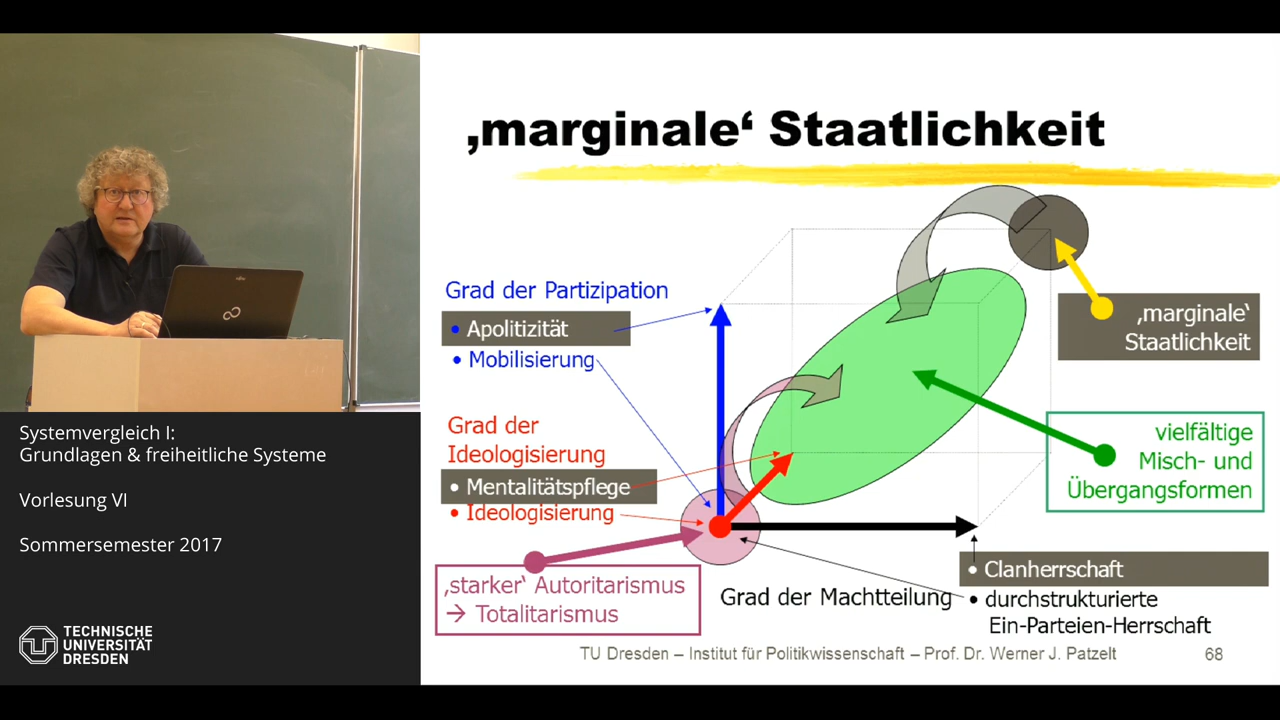 ‚marginale‘ Staatlichkeit
Grad der Partizipation
• Apolitizität
• Mobilisierung
Grad der
Ideologisierung
• Mentalitätspflege
• Ideologisierung
‚starker‘ Autoritarismus
→ Totalitarismus
Grad der Machtteilung
‚marginale‘
Staatlichkeit
vielfältige
Misch- und
Übergangsformen
• Clanherrschaft
• durchstrukturierte
Ein-Parteien-Herrschaft
TU Dresden – Institut für Politikwissenschaft – Prof. Dr. Werner J. Patzelt
68
Systemvergleich I:
Grundlagen & freiheitliche Systeme
Vorlesung VI
Sommersemester 2017
TECHNISCHE
UNIVERSITÄT
DRESDEN